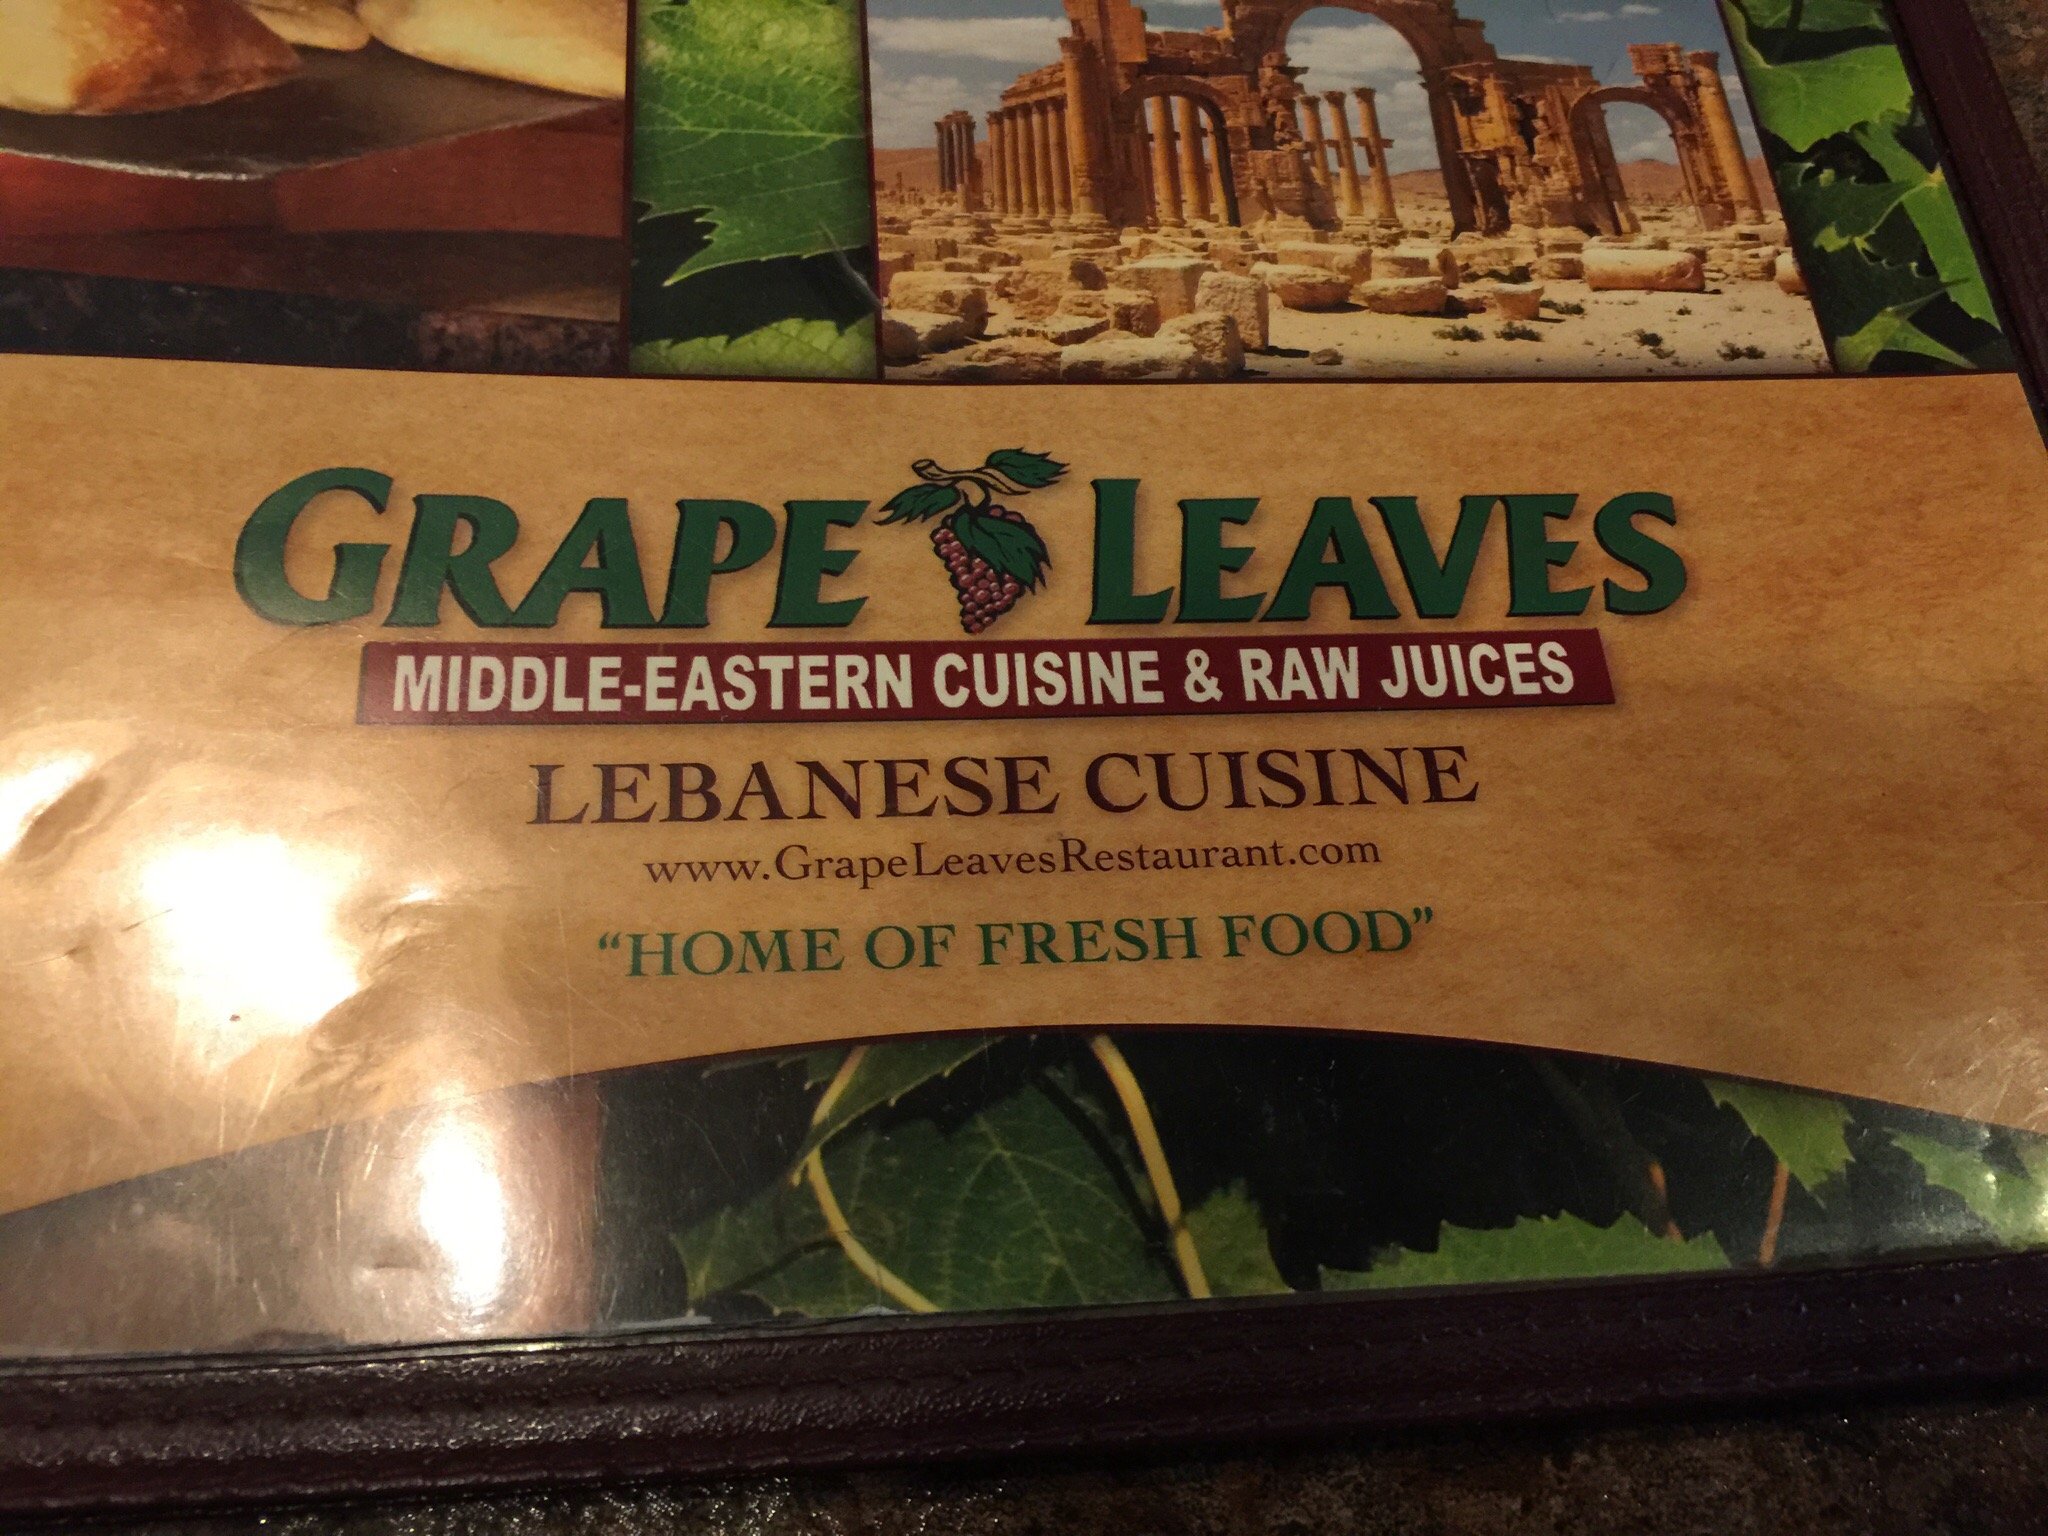 GRAPE LEAVES
MIDDLE-EASTERN CUISINE & RAW JUICES
LEBANESE CUISINE
www.GrapeLeavesRestaurant.com
“HOME OF FRESH FOOD”